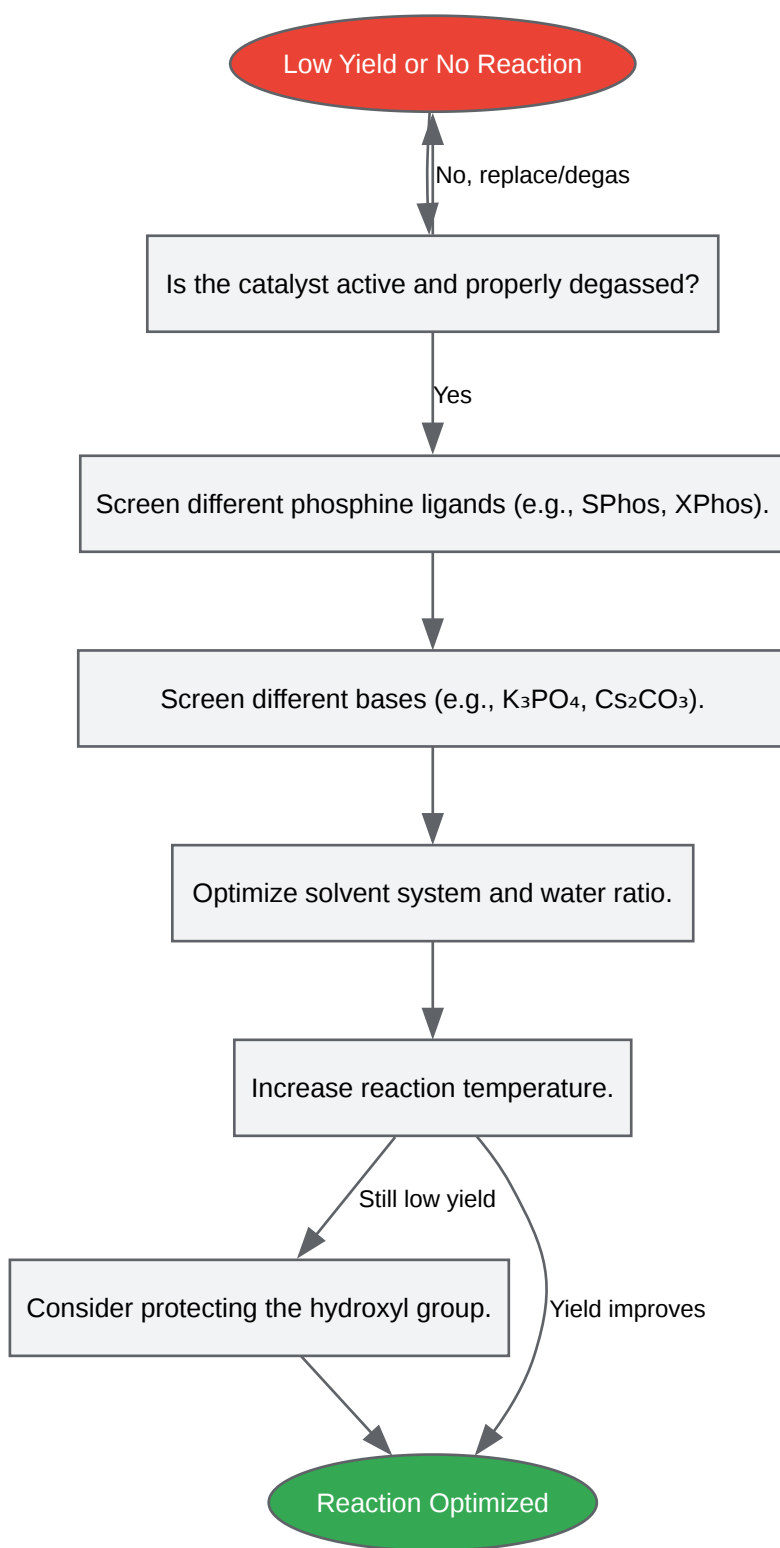 Low Yield or No Reaction
No, replace/degas
Is the catalyst active and properly degassed?
Yes
Screen different phosphine ligands (e.g., SPhos, XPhos).
Screen different bases (e.g., K₃PO₄, Cs₂CO₃).
Optimize solvent system and water ratio.
Increase reaction temperature.
Still low yield
Consider protecting the hydroxyl group.
Yield improves
Reaction Optimized